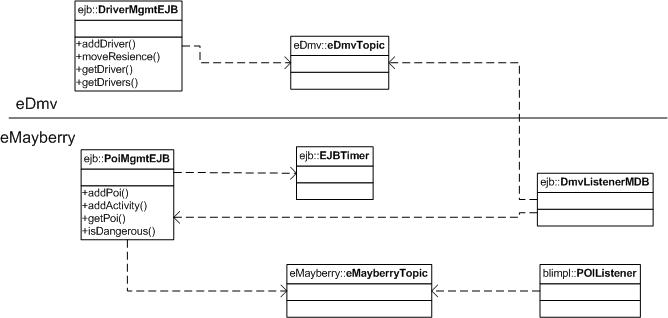 ejb::DriverMgmtEJB
+addDriver()
+moveResience()
+getDriver()
+getDrivers()
eDmv::eDmvTopic
eDmv
eMayberry
ejb::PoiMgmtEJB
+addPoi()
+addActivity()
+getPoi()
+isDangerous()
ejb::EJBTimer
ejb::DmvListenerMDB
eMayberry::eMayberryTopic
blimpl::POIListener